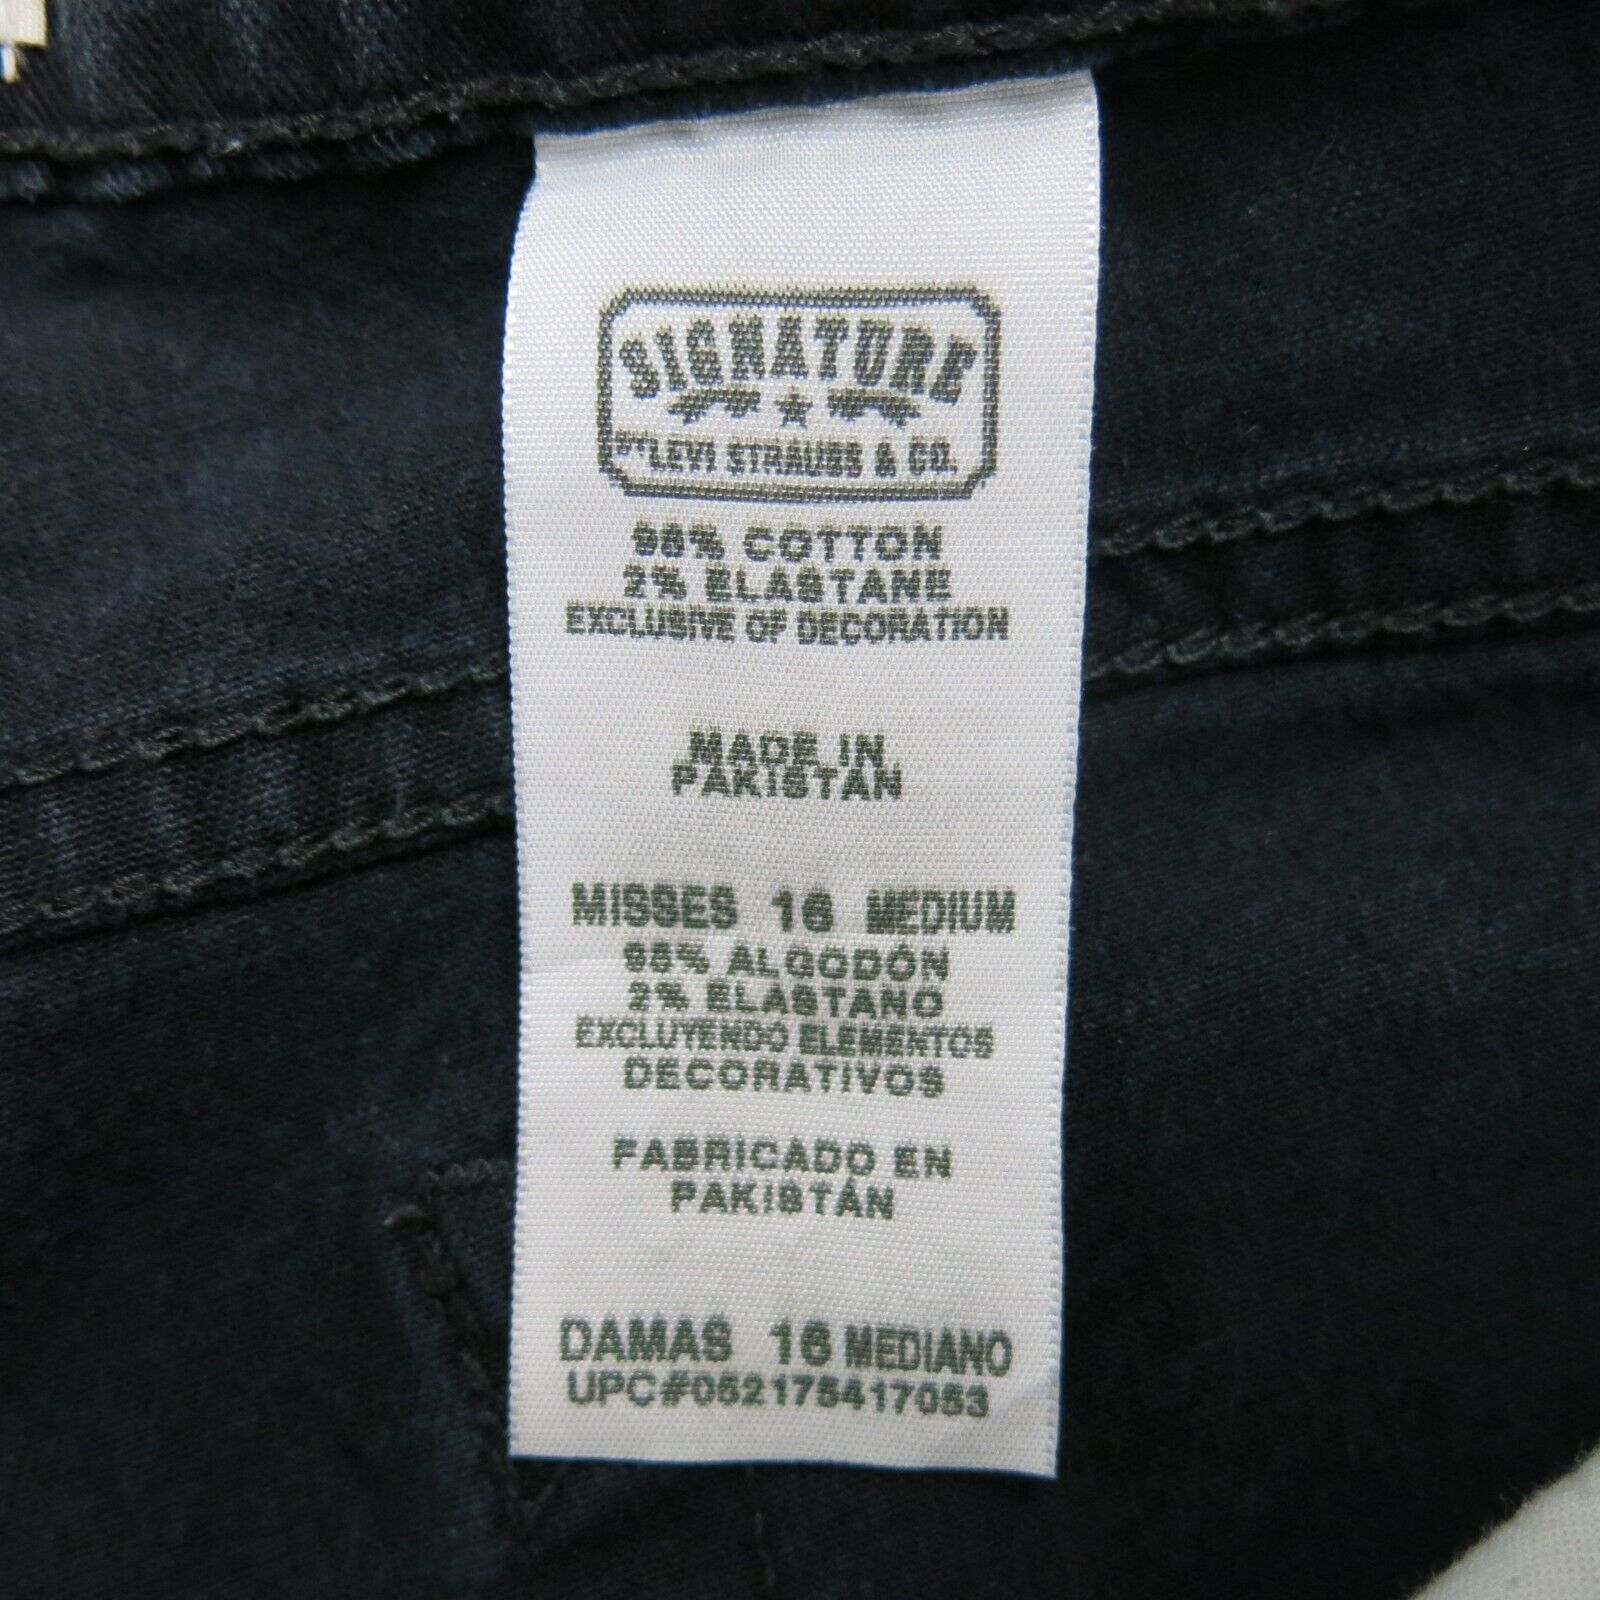 SIGNATURE
BY LEVI STRAUSS & CO.
98% COTTON
2% ELASTANE
EXCLUSIVE OF DECORATION
MADE IN
PAKISTAN
MISSES 16 MEDIUM
98% ALGODÓN
2% ELASTANO
EXCLUYENDO ELEMENTOS
DECORATIVOS
FABRICADO EN
PAKISTÁN
DAMAS 16 MEDIANO
UPC#052175417053